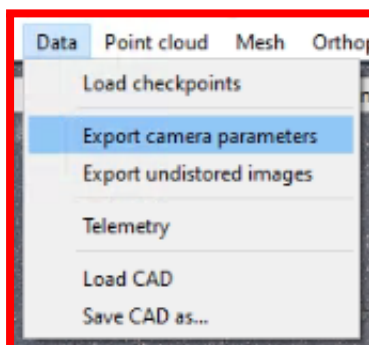 Data Point cloud Mesh
Load checkpoints
Export camera parameters
Export undistored images
Telemetry
Load CAD
Save CAD as...